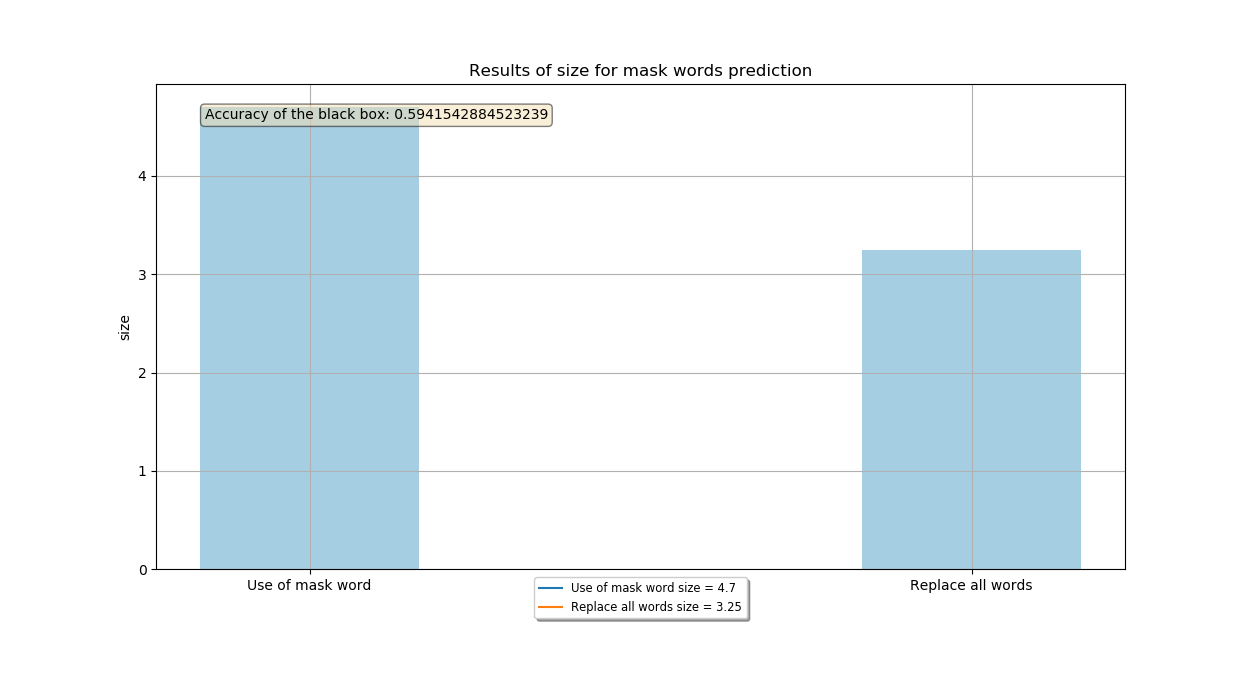 Results of size for mask words prediction
Accuracy of the black box: 0.5941542884523239
4
3
2
1
0
size
Use of mask word
Replace all words
Use of mask word size = 4.7
Replace all words size = 3.25